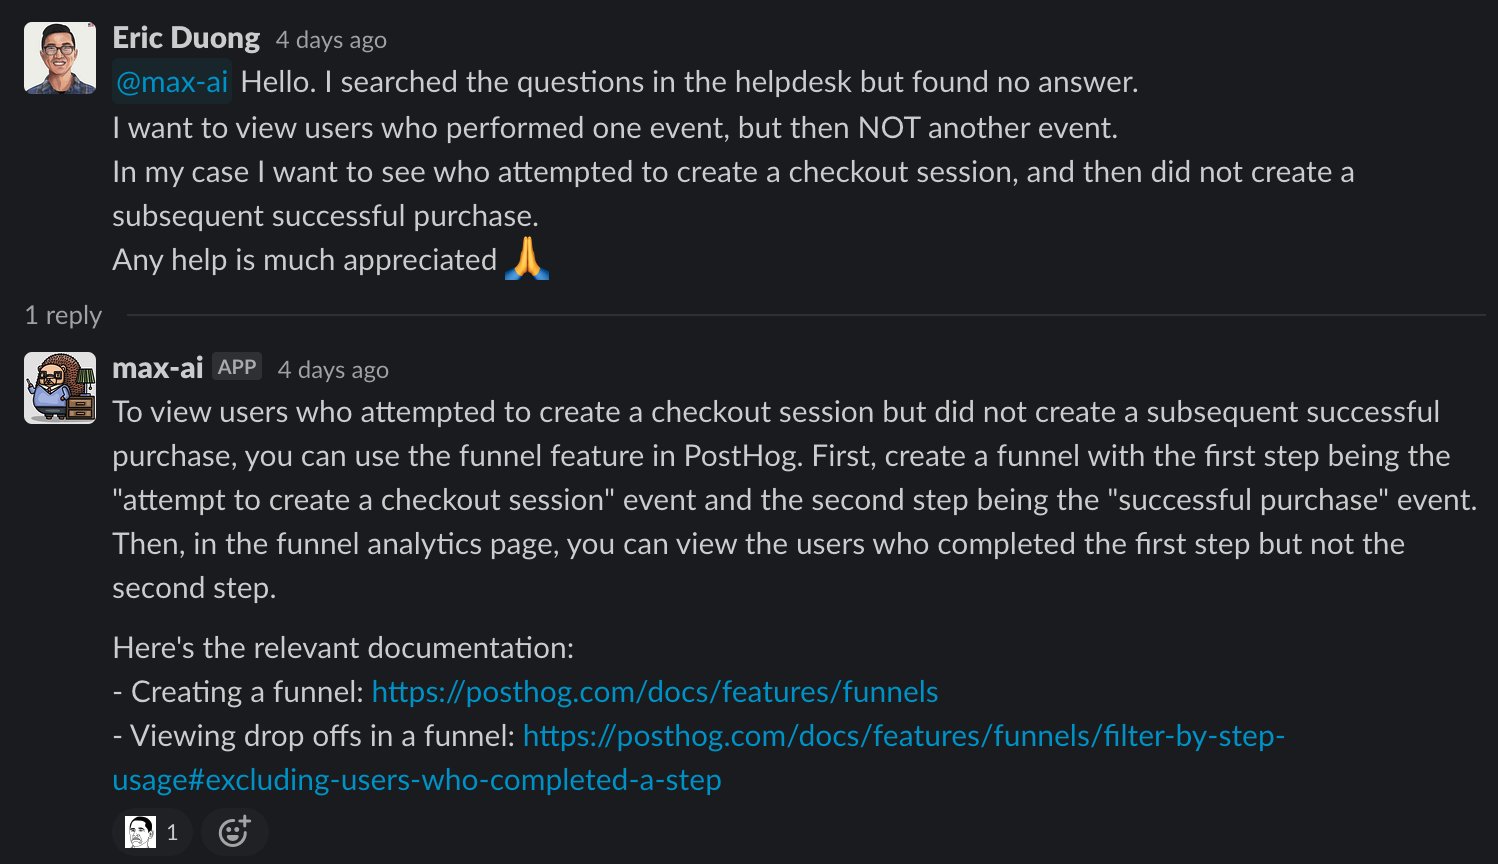 Eric Duong 4 days ago
@max-ai Hello. I searched the questions in the helpdesk but found no answer.
I want to view users who performed one event, but then NOT another event.
In my case I want to see who attempted to create a checkout session, and then did not create a
subsequent successful purchase.
Any help is much appreciated 🙏
1 reply
max-ai APP 4 days ago
To view users who attempted to create a checkout session but did not create a subsequent successful
purchase, you can use the funnel feature in PostHog. First, create a funnel with the first step being the
"attempt to create a checkout session" event and the second step being the "successful purchase" event.
Then, in the funnel analytics page, you can view the users who completed the first step but not the
second step.
Here's the relevant documentation:
- Creating a funnel: https://posthog.com/docs/features/funnels
- Viewing drop offs in a funnel: https://posthog.com/docs/features/funnels/filter-by-step-
usage#excluding-users-who-completed-a-step
1